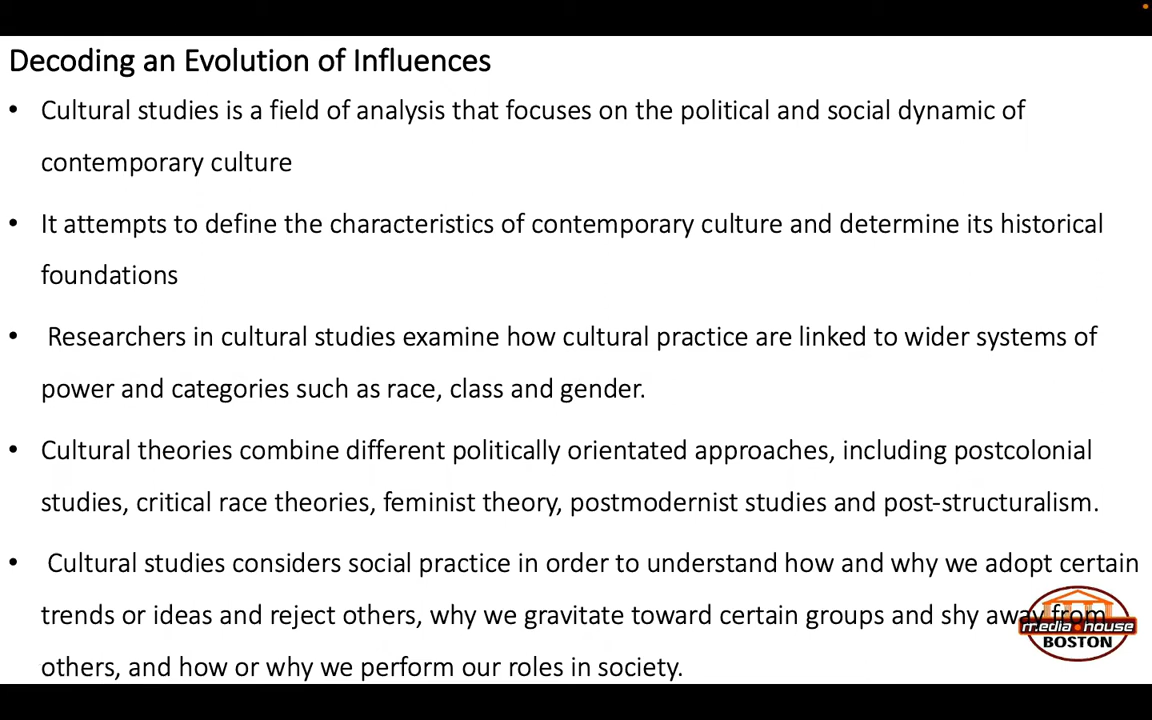 Decoding an Evolution of Influences
• Cultural studies is a field of analysis that focuses on the political and social dynamic of
contemporary culture
• It attempts to define the characteristics of contemporary culture and determine its historical
foundations
• Researchers in cultural studies examine how cultural practice are linked to wider systems of
power and categories such as race, class and gender.
• Cultural theories combine different politically orientated approaches, including postcolonial
studies, critical race theories, feminist theory, postmodernist studies and post-structuralism.
• Cultural studies considers social practice in order to understand how and why we adopt certain
trends or ideas and reject others, why we gravitate toward certain groups and shy away from
others, and how or why we perform our roles in society.
media house
BOSTON